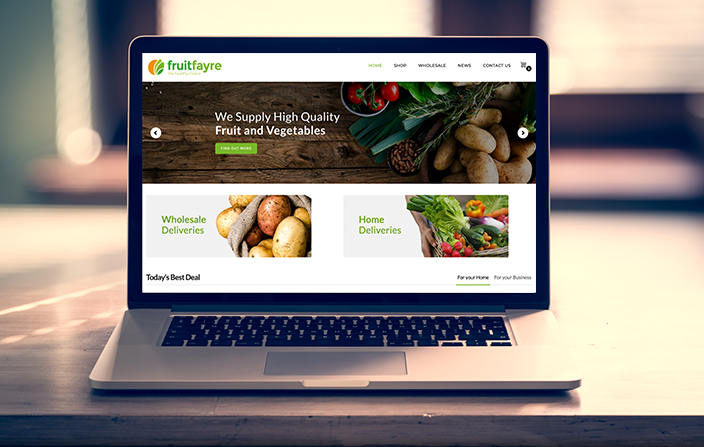 fruitfayre
HOME SHOP WHOLESALE NEWS CONTACT US
0
We Supply High Quality
Fruit and Vegetables
FIND OUT MORE
Wholesale
Deliveries
Home
Deliveries
Today's Best Deal
For your Home For your Business